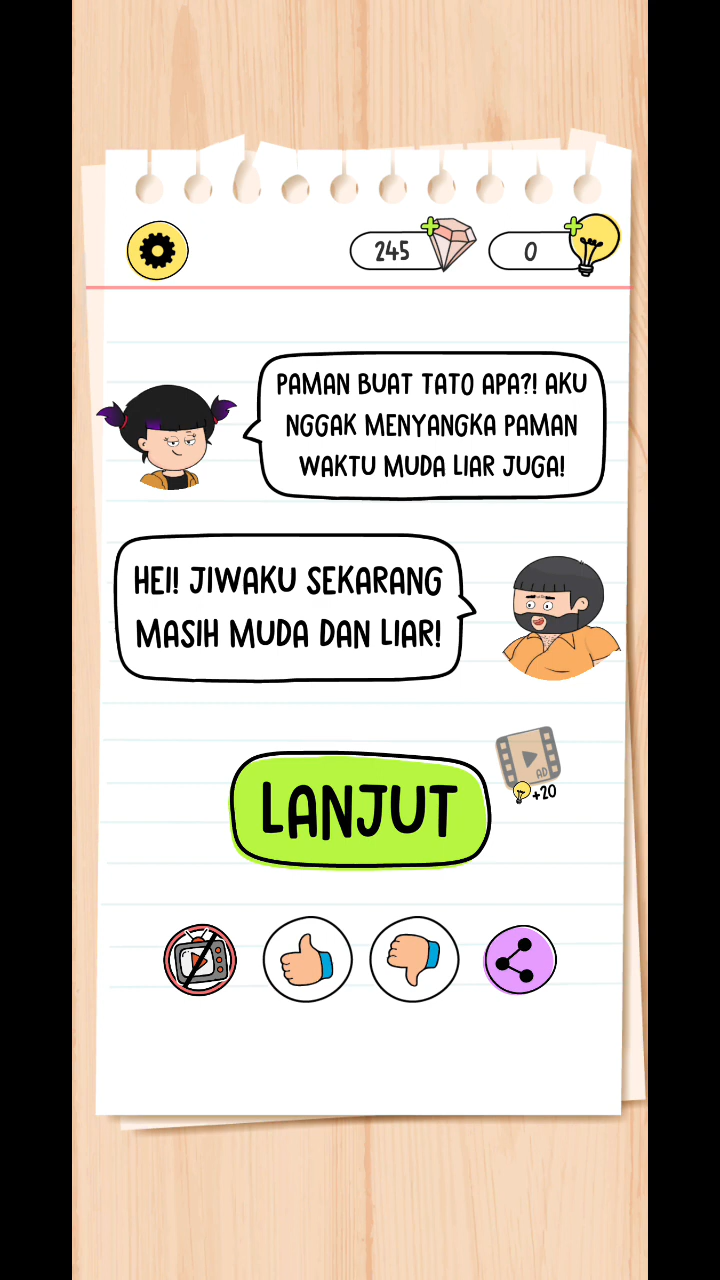 245
0
PAMAN BUAT TATO APA?! AKU
NGGAK MENYANGKA PAMAN
WAKTU MUDA LIAR JUGA!
HEI! JIWAKU SEKARANG
MASIH MUDA DAN LIAR!
AD
+20
LANJUT